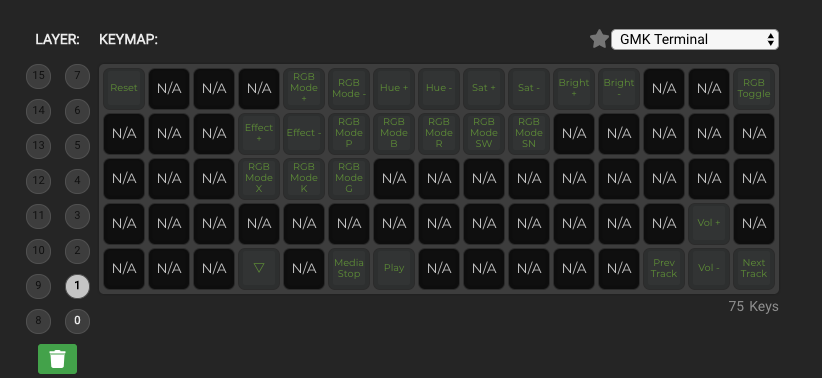 LAYER: KEYMAP: GMK Terminal
15 7
14 6
13 5
12 4
11 3
10 2
9 1
8 0
Reset N/A N/A N/A RGB Mode + RGB Mode - Hue + Hue - Sat + Sat - Bright + Bright - N/A N/A RGB Toggle
N/A N/A N/A Effect + Effect - RGB Mode P RGB Mode B RGB Mode R RGB Mode SW RGB Mode SN N/A N/A N/A N/A N/A
N/A N/A N/A RGB Mode X RGB Mode K RGB Mode G N/A N/A N/A N/A N/A N/A N/A N/A N/A
N/A N/A N/A N/A N/A N/A N/A N/A N/A N/A N/A N/A N/A Vol + N/A
N/A N/A N/A ▽ N/A Media Stop Play N/A N/A N/A N/A N/A Prev Track Vol - Next Track
75 Keys